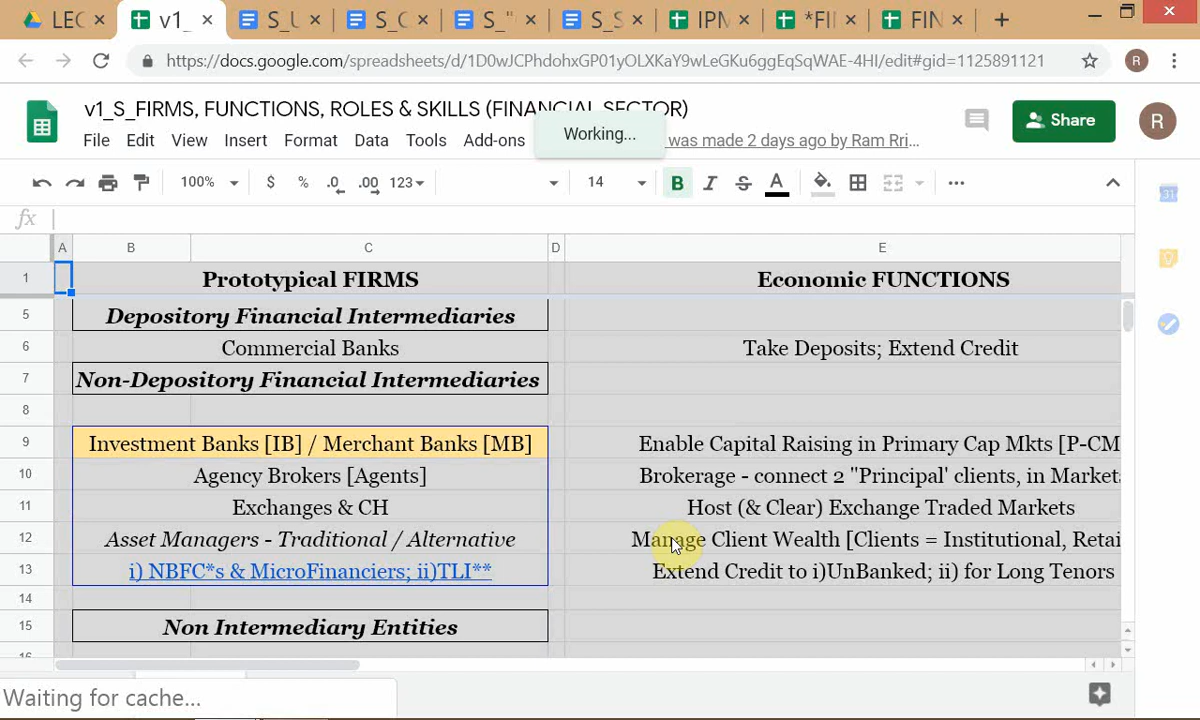 LEC
v1_
S_U
S_C
S_"
S_S
IPM
*FII
FIN
https://docs.google.com/spreadsheets/d/1D0wJCPhdohxGP01yOLXKaY9wLeGKu6ggEqSqWAE-4HI/edit#gid=1125891121
R
v1_S_FIRMS, FUNCTIONS, ROLES & SKILLS (FINANCIAL SECTOR)
File Edit View Insert Format Data Tools Add-ons
Working...
was made 2 days ago by Ram Rri...
Share
R
100% $ % .0 .00 123 14 B I S A
31
fx
A B C D E
1 Prototypical FIRMS Economic FUNCTIONS
5 Depository Financial Intermediaries
6 Commercial Banks Take Deposits; Extend Credit
7 Non-Depository Financial Intermediaries
8
9 Investment Banks [IB] / Merchant Banks [MB] Enable Capital Raising in Primary Cap Mkts [P-CM
10 Agency Brokers [Agents] Brokerage - connect 2 "Principal' clients, in Markets
11 Exchanges & CH Host (& Clear) Exchange Traded Markets
12 Asset Managers - Traditional / Alternative Manage Client Wealth [Clients = Institutional, Retai
13 i) NBFC*s & MicroFinanciers; ii)TLI** Extend Credit to i)UnBanked; ii) for Long Tenors
14
15 Non Intermediary Entities
16
Waiting for cache...